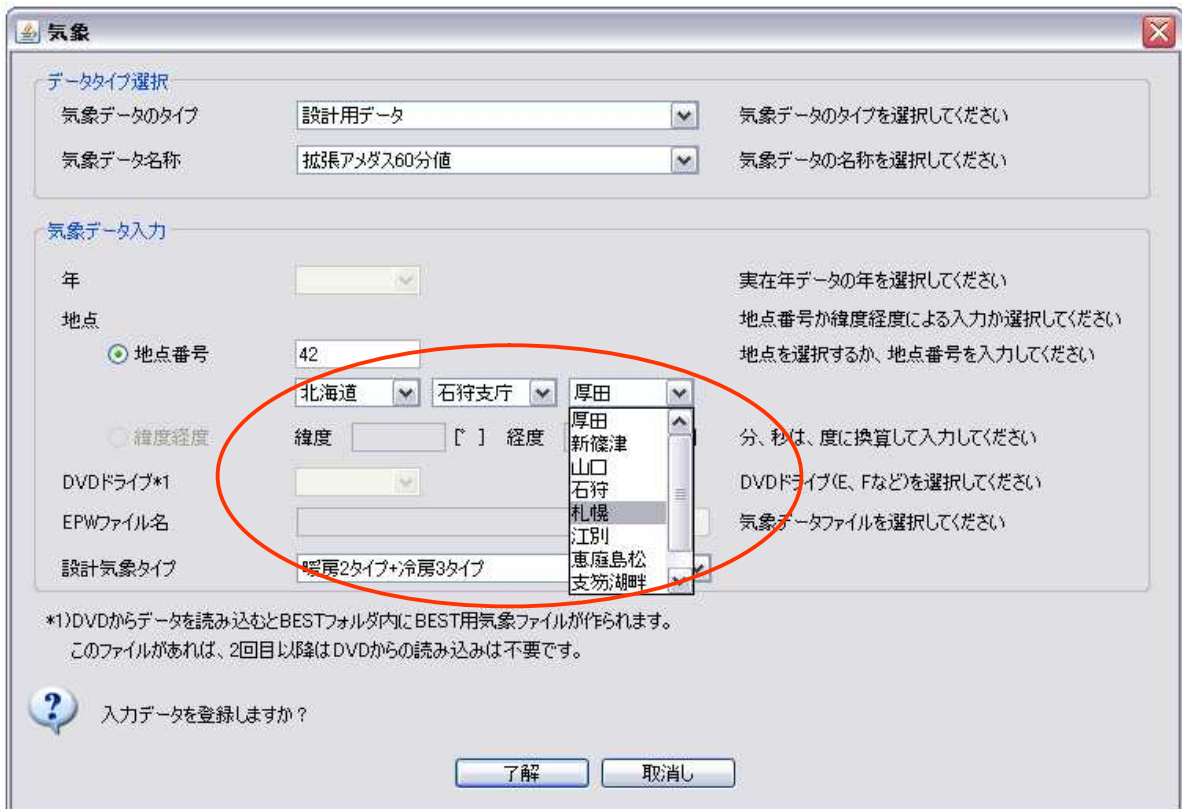 気象
データタイプ選択
気象データのタイプ 設計用データ 気象データのタイプを選択してください
気象データ名称 拡張アメダス60分値 気象データの名称を選択してください
気象データ入力
年 実在年データの年を選択してください
地点 地点番号か緯度経度による入力か選択してください
地点番号 42 地点を選択するか、地点番号を入力してください
北海道 石狩支庁 厚田
厚田
新篠津
山口
石狩
札幌
江別
恵庭島松
支笏湖畔
緯度経度 緯度 [°] 経度 ] 分、秒は、度に換算して入力してください
DVDドライブ*1 DVDドライブ(E、Fなど)を選択してください
EPWファイル名 気象データファイルを選択してください
設計気象タイプ 暖房2タイプ+冷房3タイプ
*1)DVDからデータを読み込むとBESTフォルダ内にBEST用気象ファイルが作られます。
このファイルがあれば、2回目以降はDVDからの読み込みは不要です。
入力データを登録しますか？
了解 取消し